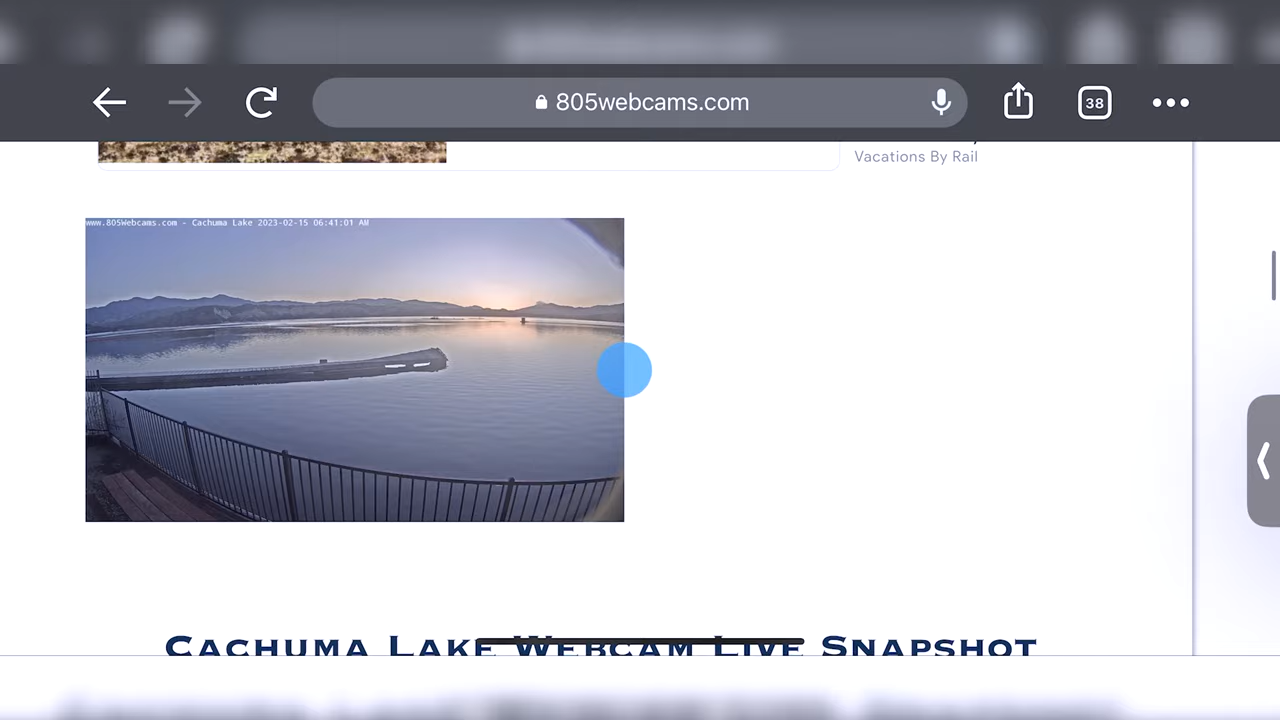 805webcams.com
38
Vacations By Rail
www.805Webcams.com - Cachuma Lake 2023-02-15 06:41:01 AM
Cachuma Lake Webcam Live Snapshot